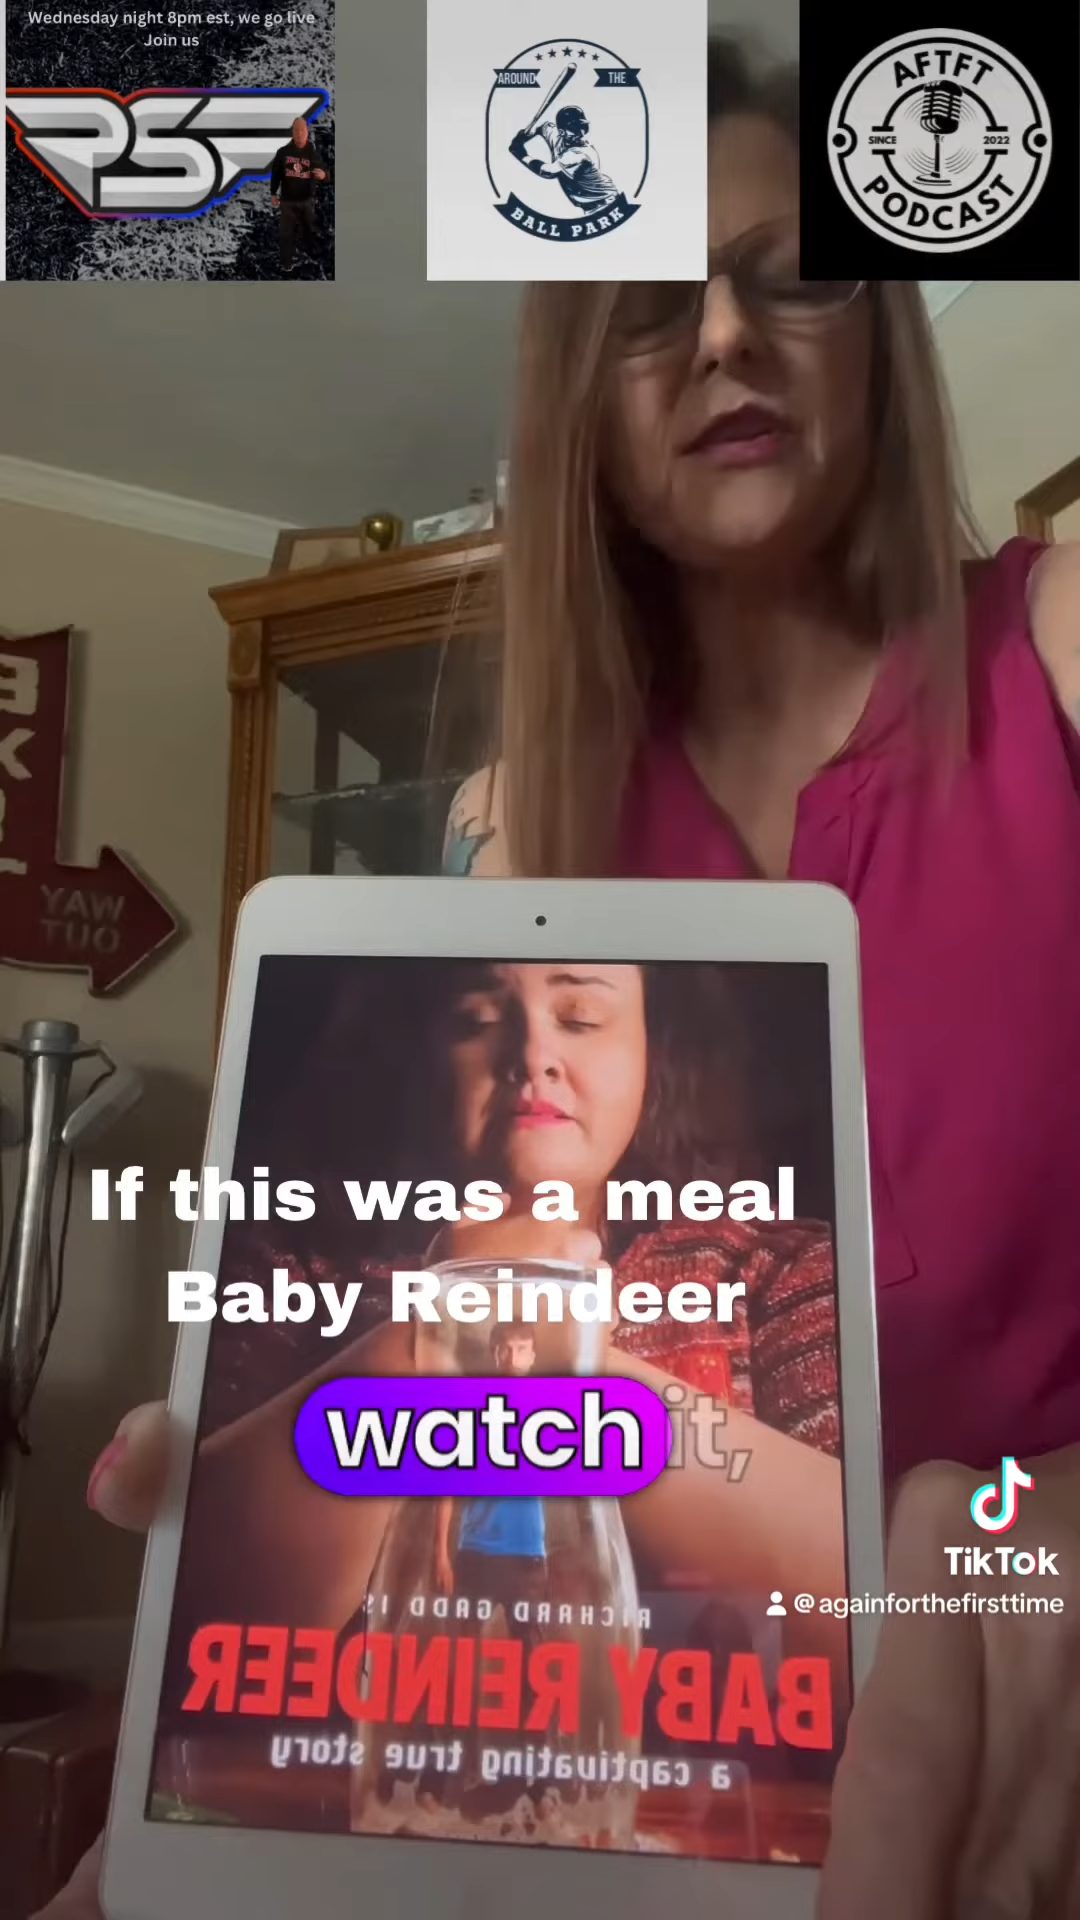 Wednesday night 8pm est, we go live
Join us
PSF
AROUND THE
BALL PARK
AFTFT
SINCE 2022
PODCAST
WAY
OUT
If this was a meal
Baby Reindeer
watch it,
RICHARD GADD IS
BABY REINDEER
a captivating true story
TikTok
@againforthefirsttime